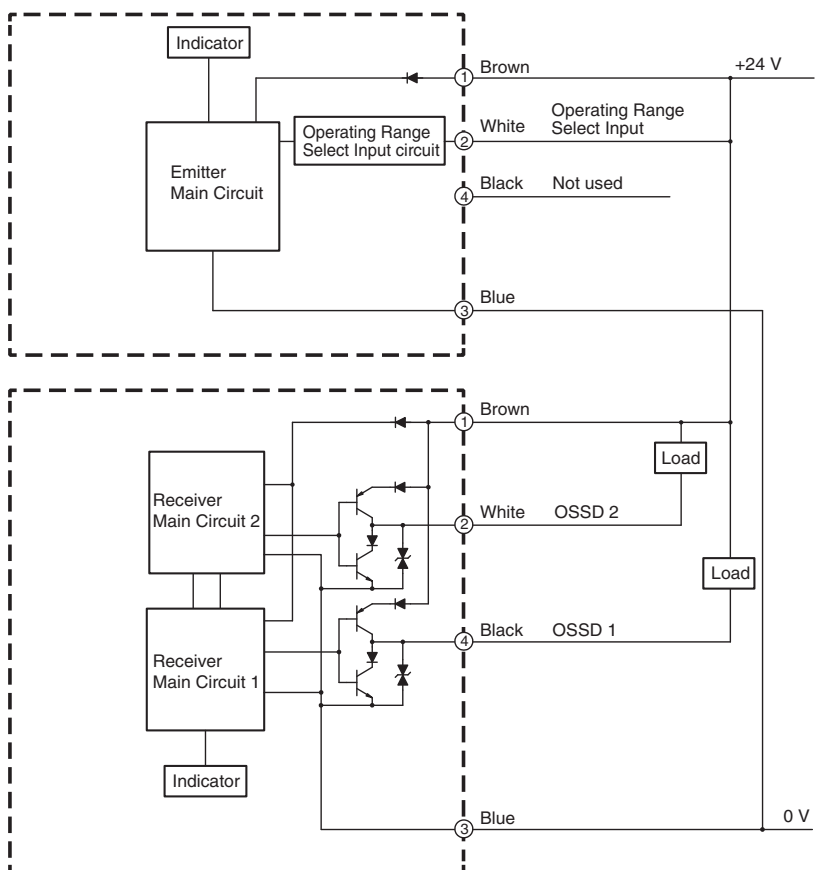 Indicator
1
Brown
+24 V
Operating Range
Select Input circuit
2
White
Operating Range
Select Input
Emitter
Main Circuit
4
Black
Not used
3
Blue
1
Brown
Load
Receiver
Main Circuit 2
2
White
OSSD 2
Load
4
Black
OSSD 1
Receiver
Main Circuit 1
Indicator
3
Blue
0 V